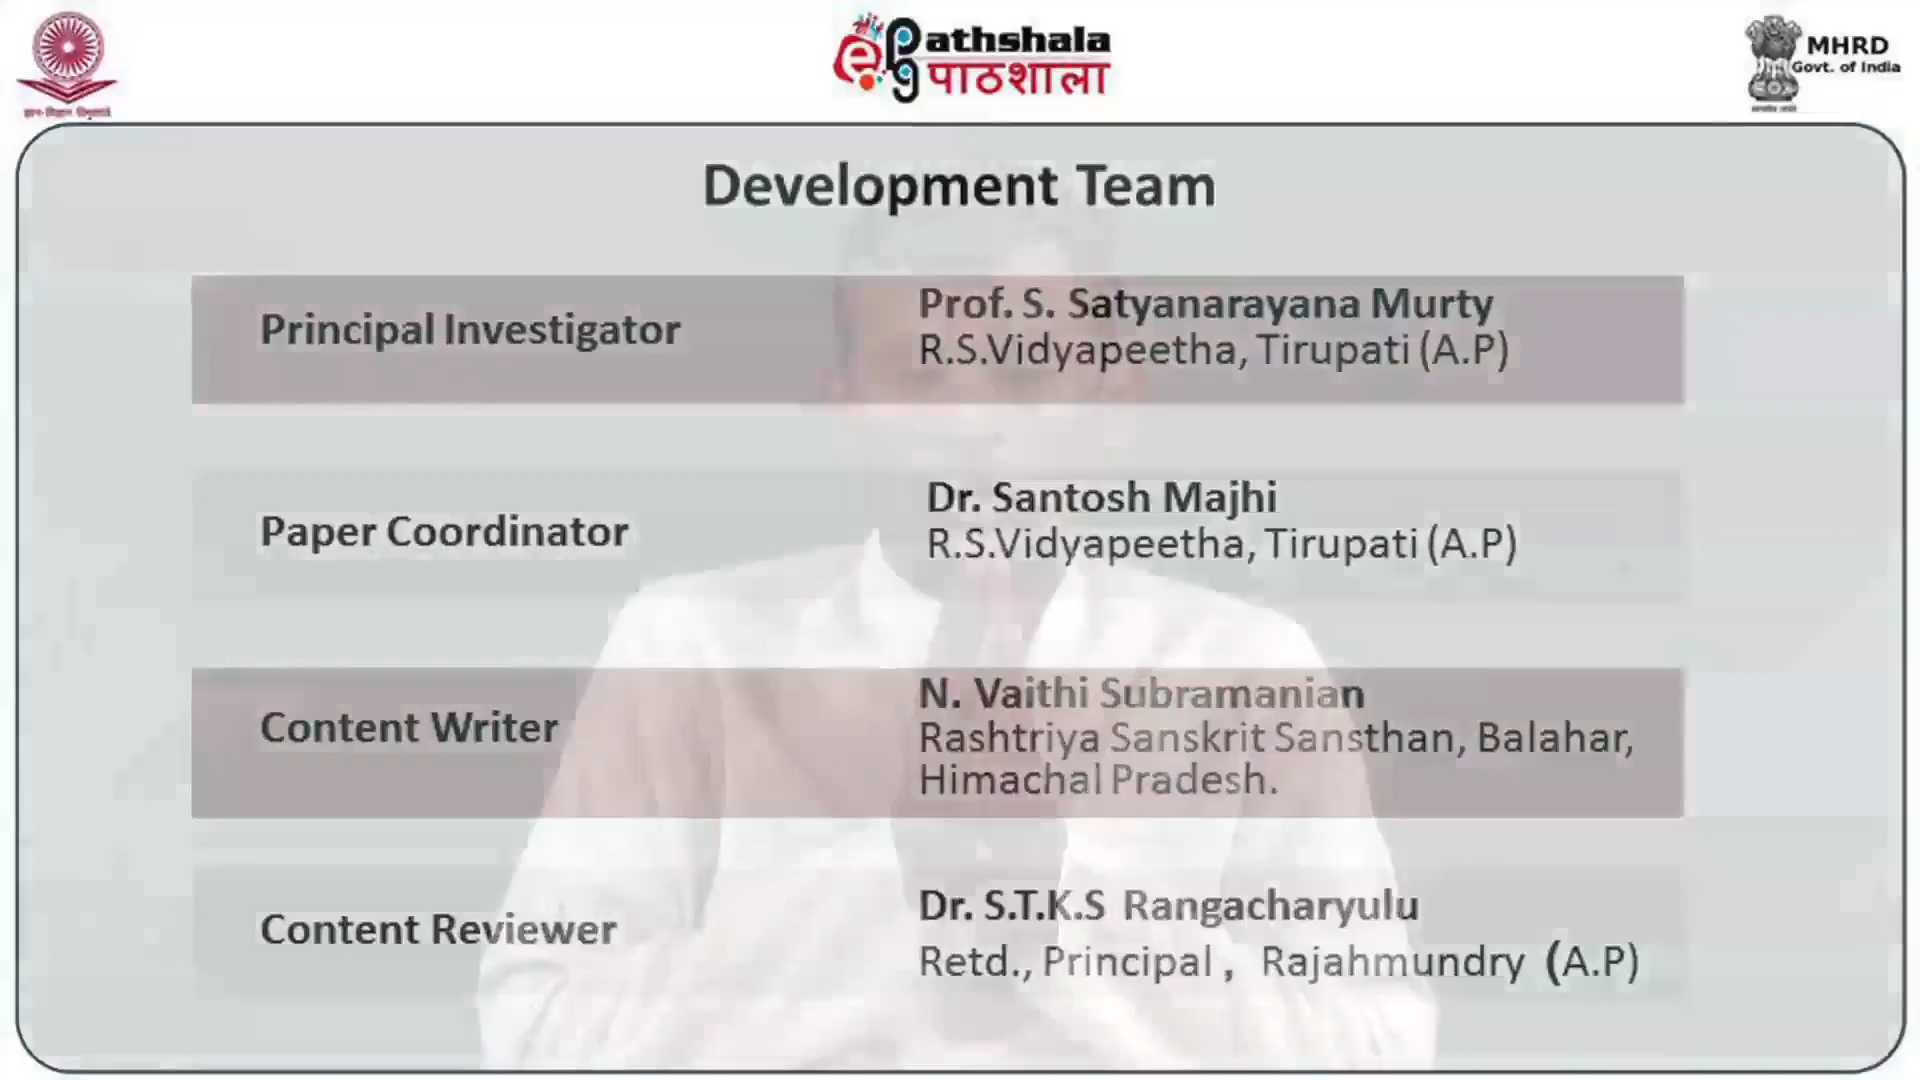 ज्ञान-विज्ञान विमुक्तये
e Pathshala
पाठशाला
MHRD
Govt. of India
Development Team
Principal Investigator
Prof. S. Satyanarayana Murty
R.S.Vidyapeetha, Tirupati (A.P)
Paper Coordinator
Dr. Santosh Majhi
R.S.Vidyapeetha, Tirupati (A.P)
Content Writer
N. Vaithi Subramanian
Rashtriya Sanskrit Sansthan, Balahar,
Himachal Pradesh.
Content Reviewer
Dr. S.T.K.S Rangacharyulu
Retd., Principal , Rajahmundry (A.P)